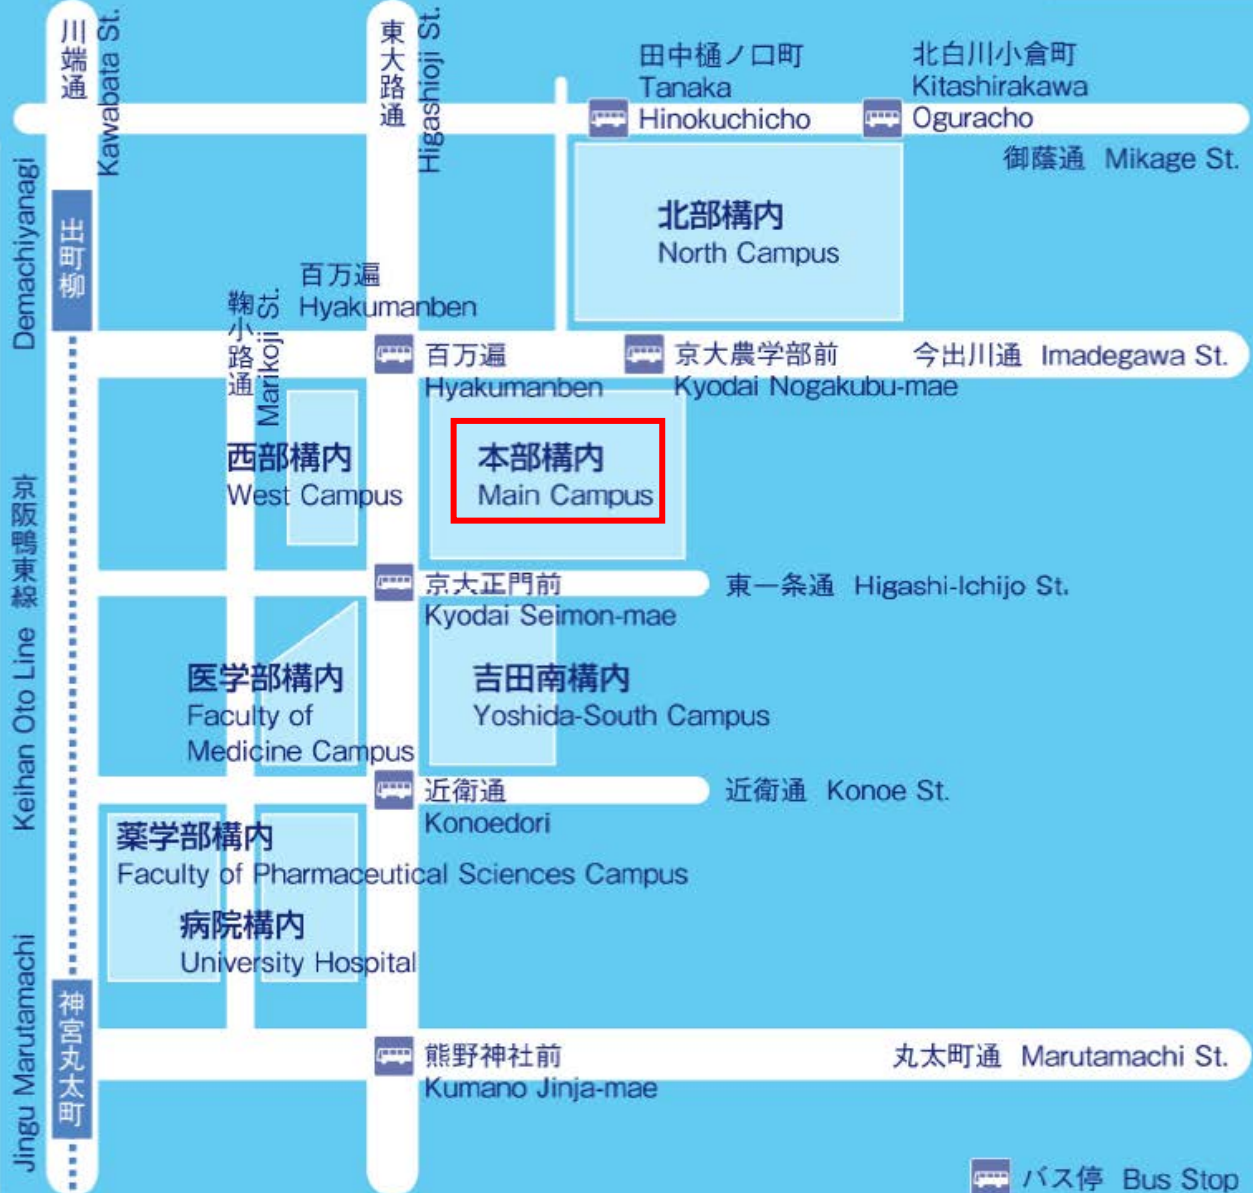 川端通
Kawabata St.
東大路通
Higashioji St.
田中樋ノ口町
Tanaka
Hinokuchicho
北白川小倉町
Kitashirakawa
Oguracho
御蔭通 Mikage St.
Demachiyanagi
出町柳
北部構内
North Campus
百万遍
Hyakumanben
鞠小路通
Marikoji St.
百万遍
Hyakumanben
京大農学部前
Kyodai Nogakubu-mae
今出川通 Imadegawa St.
西部構内
West Campus
本部構内
Main Campus
京阪鴨東線 Keihan Oto Line
京大正門前
Kyodai Seimon-mae
東一条通 Higashi-Ichijo St.
医学部構内
Faculty of
Medicine Campus
吉田南構内
Yoshida-South Campus
近衛通
Konoedori
近衛通 Konoe St.
薬学部構内
Faculty of Pharmaceutical Sciences Campus
病院構内
University Hospital
Jingu Marutamachi
神宮丸太町
熊野神社前
Kumano Jinja-mae
丸太町通 Marutamachi St.
バス停 Bus Stop